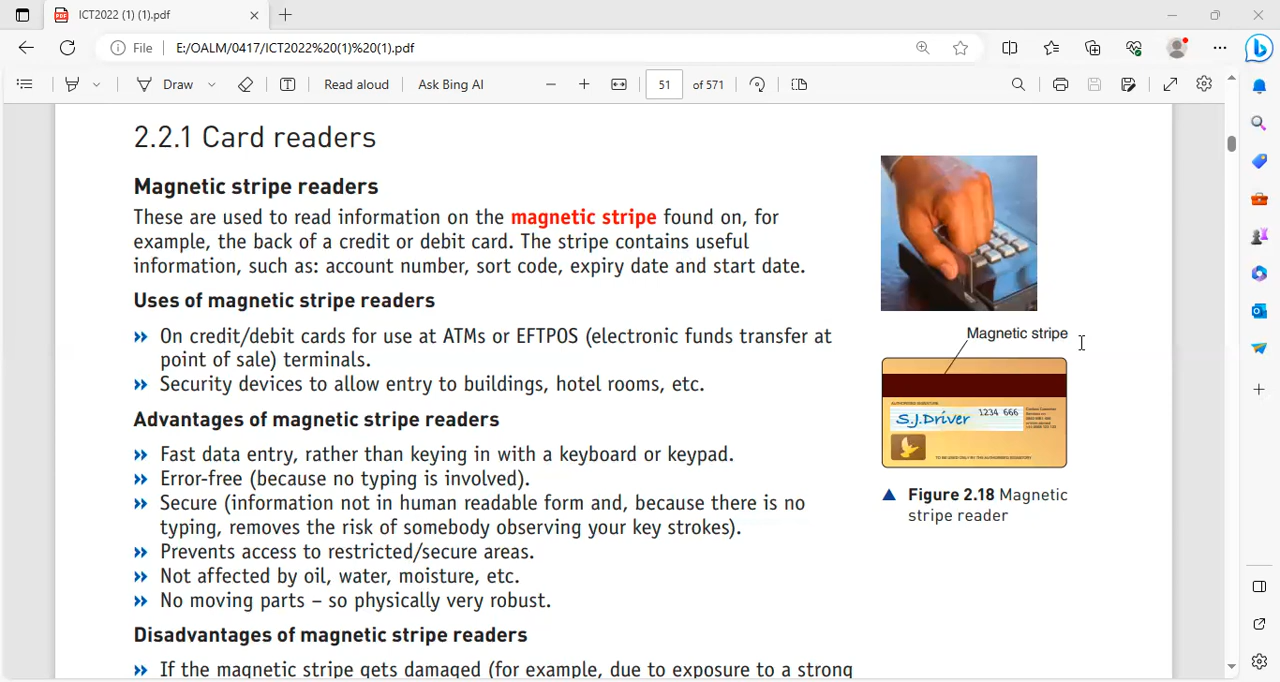 ICT2022 (1) (1).pdf
File
E:/OALM/0417/ICT2022%20(1)%20(1).pdf
Draw
Read aloud
Ask Bing AI
51 of 571
2.2.1 Card readers
Magnetic stripe readers
These are used to read information on the magnetic stripe found on, for
example, the back of a credit or debit card. The stripe contains useful
information, such as: account number, sort code, expiry date and start date.
Uses of magnetic stripe readers
» On credit/debit cards for use at ATMs or EFTPOS (electronic funds transfer at
point of sale) terminals.
» Security devices to allow entry to buildings, hotel rooms, etc.
Advantages of magnetic stripe readers
» Fast data entry, rather than keying in with a keyboard or keypad.
» Error-free (because no typing is involved).
» Secure (information not in human readable form and, because there is no
typing, removes the risk of somebody observing your key strokes).
» Prevents access to restricted/secure areas.
» Not affected by oil, water, moisture, etc.
» No moving parts – so physically very robust.
Disadvantages of magnetic stripe readers
» If the magnetic stripe gets damaged (for example, due to exposure to a strong
Magnetic stripe
AUTHORISED SIGNATURE
S.J.Driver
1234 666
TO BE USED ONLY BY THE AUTHORISED SIGNATORY
▲ Figure 2.18 Magnetic
stripe reader